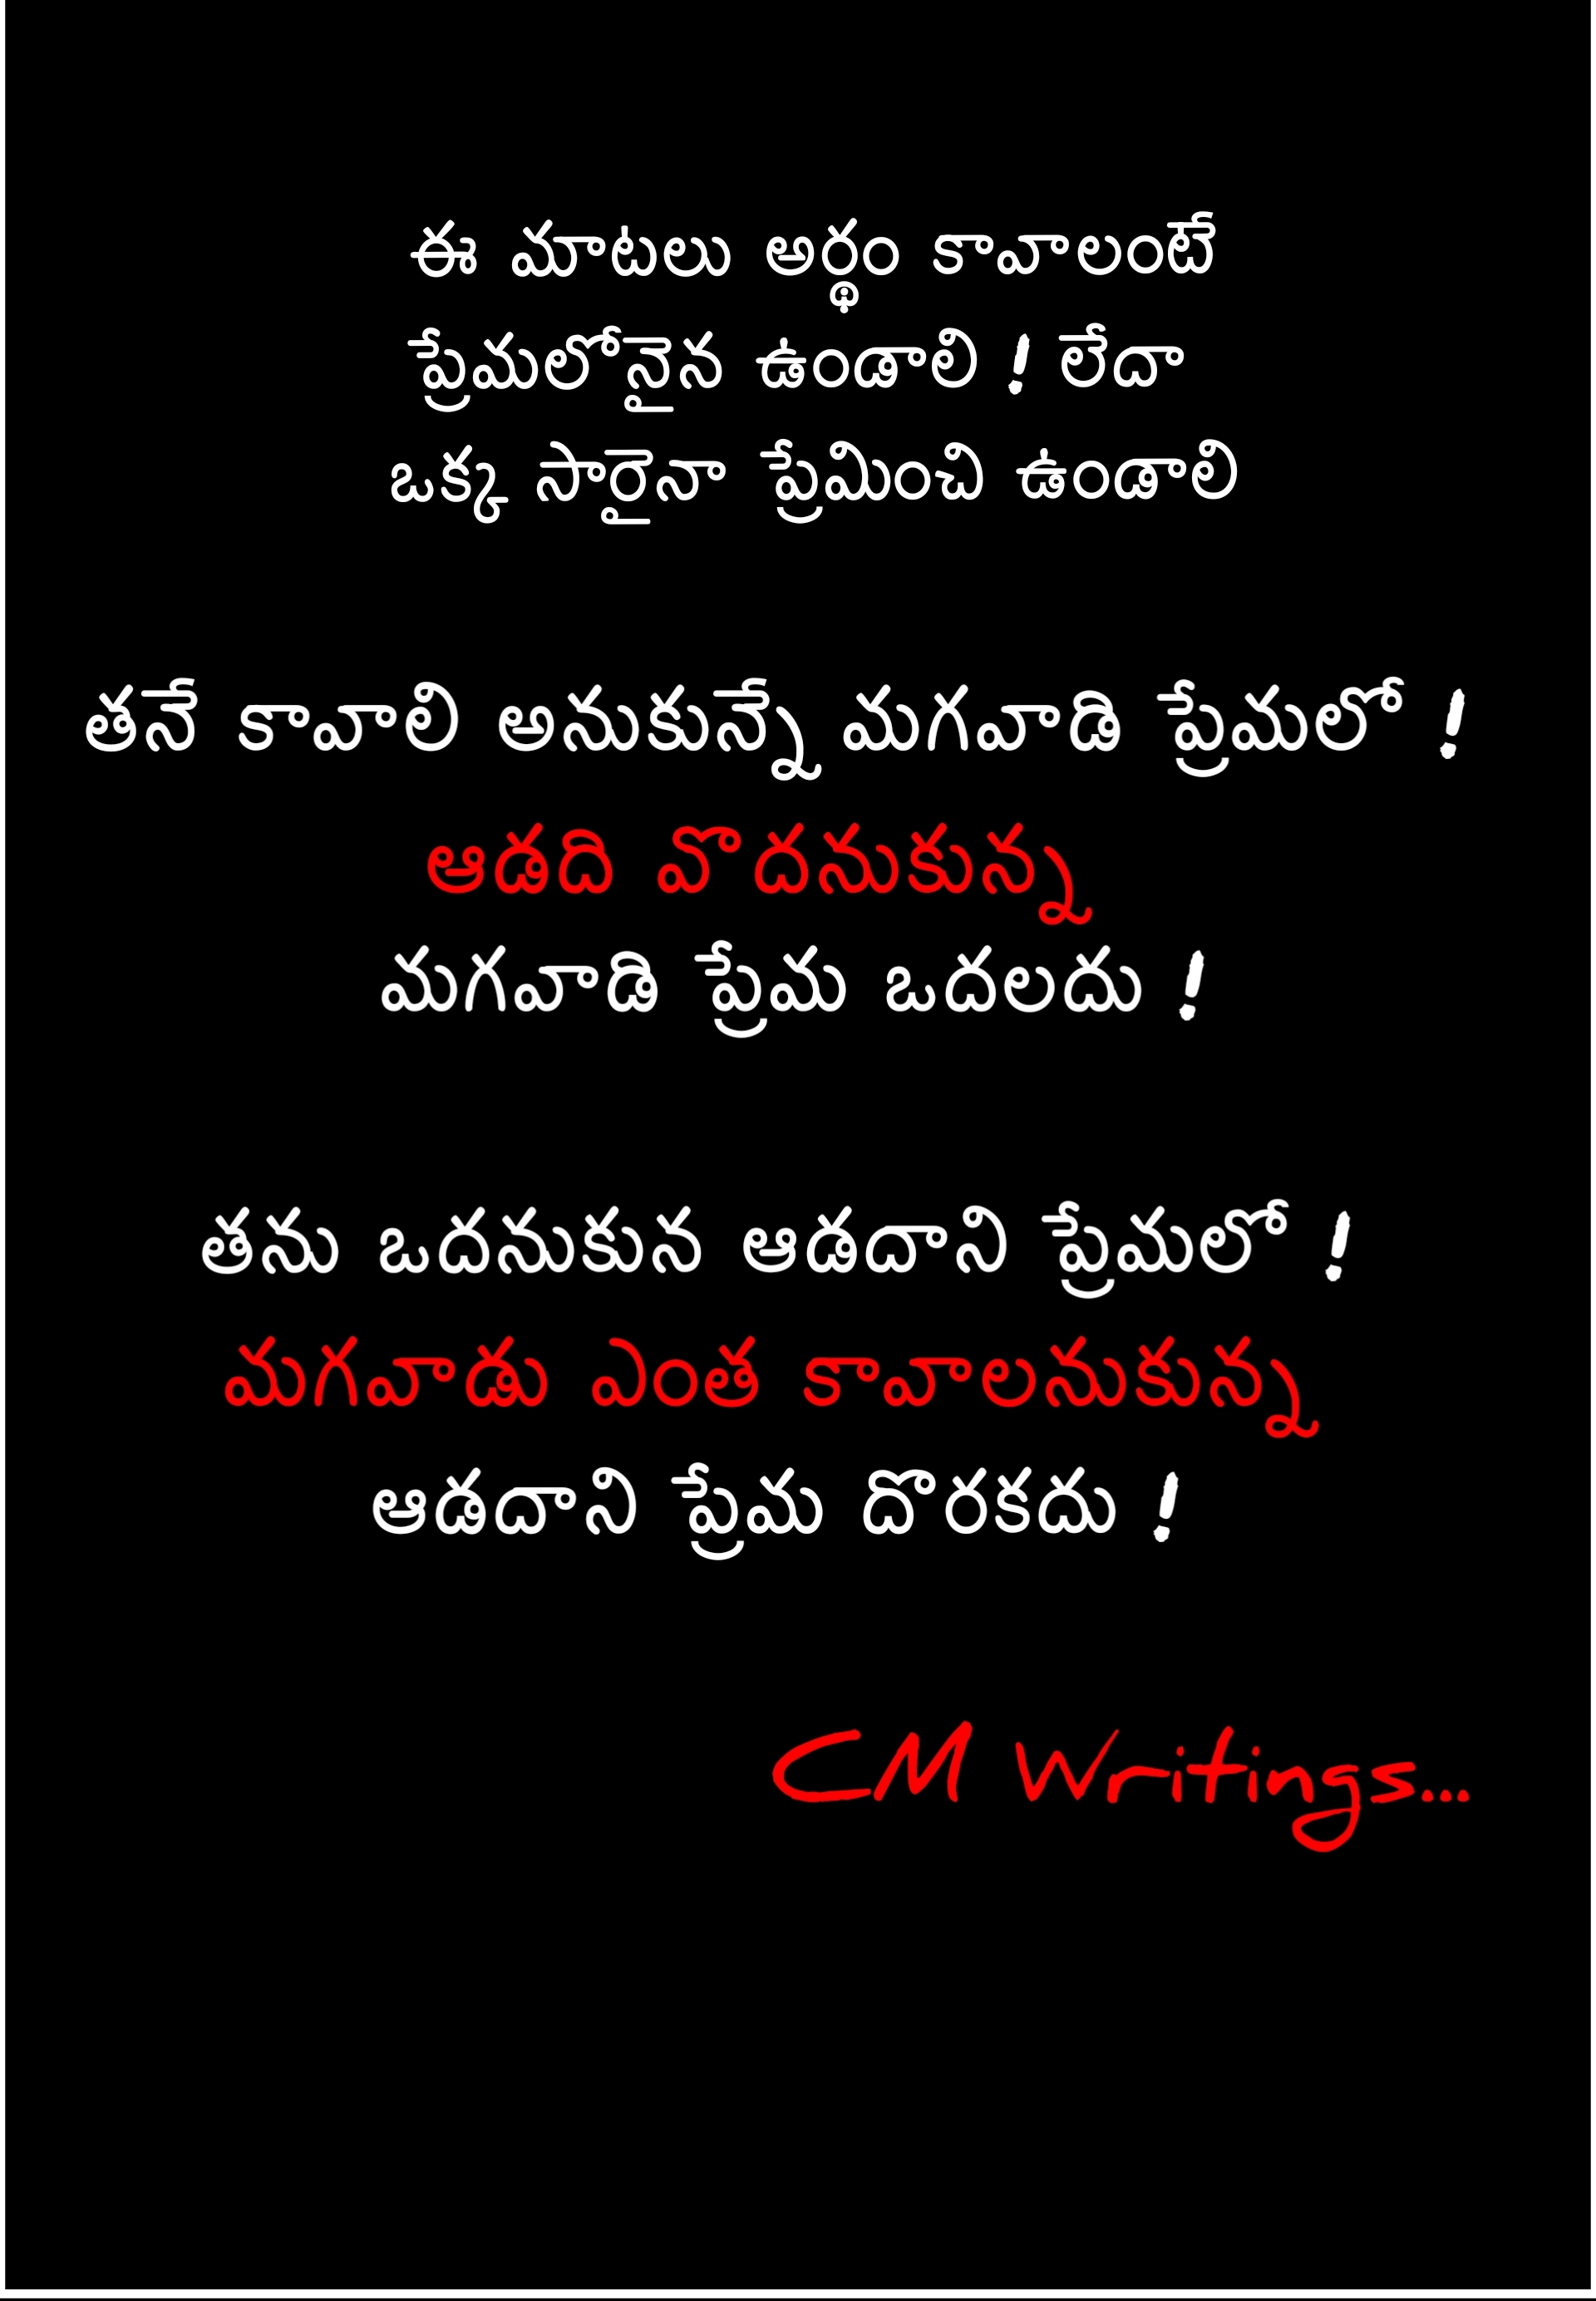 ఈ మాటలు అర్థం కావాలంటే
ప్రేమలోనైన ఉండాలి ! లేదా
ఒక్క సారైనా ప్రేమించి ఉండాలి
తనే కావాలి అనుకున్నే మగవాడి ప్రేమలో !
ఆడది వొదనుకున్న
మగవాడి ప్రేమ ఒదలదు !
తను ఒదనుకున ఆడదాని ప్రేమలో !
మగవాడు ఎంత కావాలనుకున్న
ఆడదాని ప్రేమ దొరకదు !
CM Writings...